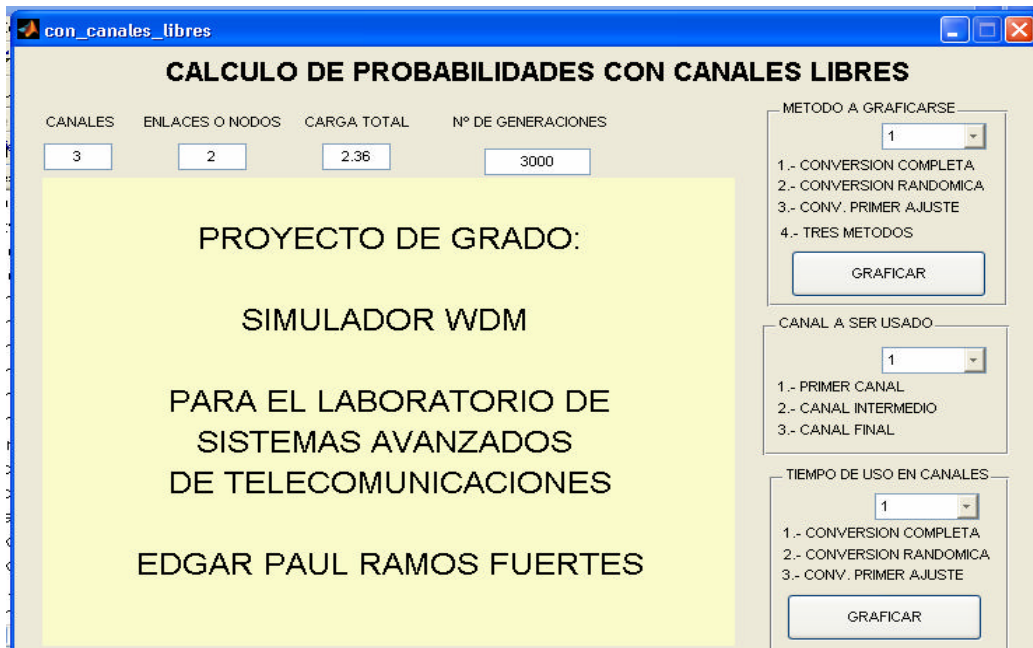 con_canales_libres
CALCULO DE PROBABILIDADES CON CANALES LIBRES
CANALES ENLACES O NODOS CARGA TOTAL Nº DE GENERACIONES
3 2 2.36 3000
PROYECTO DE GRADO:
SIMULADOR WDM
PARA EL LABORATORIO DE
SISTEMAS AVANZADOS
DE TELECOMUNICACIONES
EDGAR PAUL RAMOS FUERTES
METODO A GRAFICARSE
1
1.- CONVERSION COMPLETA
2.- CONVERSION RANDOMICA
3.- CONV. PRIMER AJUSTE
4.- TRES METODOS
GRAFICAR
CANAL A SER USADO
1
1.- PRIMER CANAL
2.- CANAL INTERMEDIO
3.- CANAL FINAL
TIEMPO DE USO EN CANALES
1
1.- CONVERSION COMPLETA
2.- CONVERSION RANDOMICA
3.- CONV. PRIMER AJUSTE
GRAFICAR